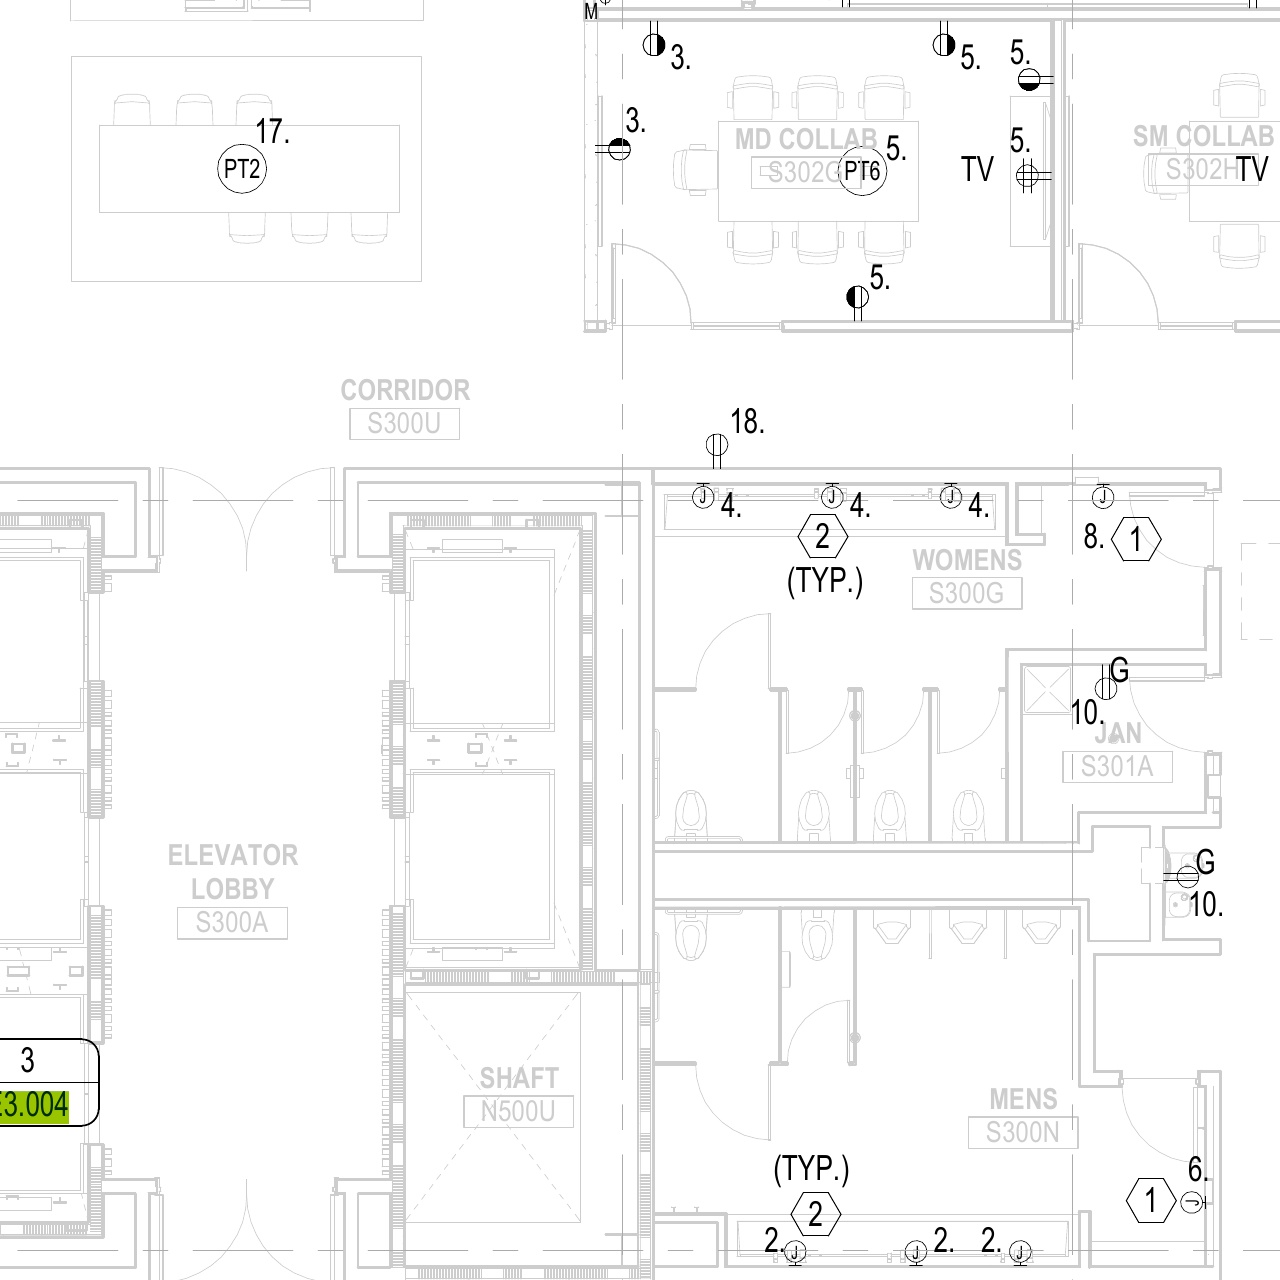 M
3.
5.
5.
17.
PT2
3.
MD COLLAB
S302G
PT6
5.
TV
5.
SM COLLAB
S302H
TV
5.
CORRIDOR
S300U
18.
J
4.
J
4.
J
4.
J
8.
1
2
(TYP.)
WOMENS
S300G
G
10.
JAN
S301A
ELEVATOR
LOBBY
S300A
G
10.
3
E3.004
SHAFT
N500U
MENS
S300N
(TYP.)
2
6.
1
J
2.
J
J
2.
2.
J